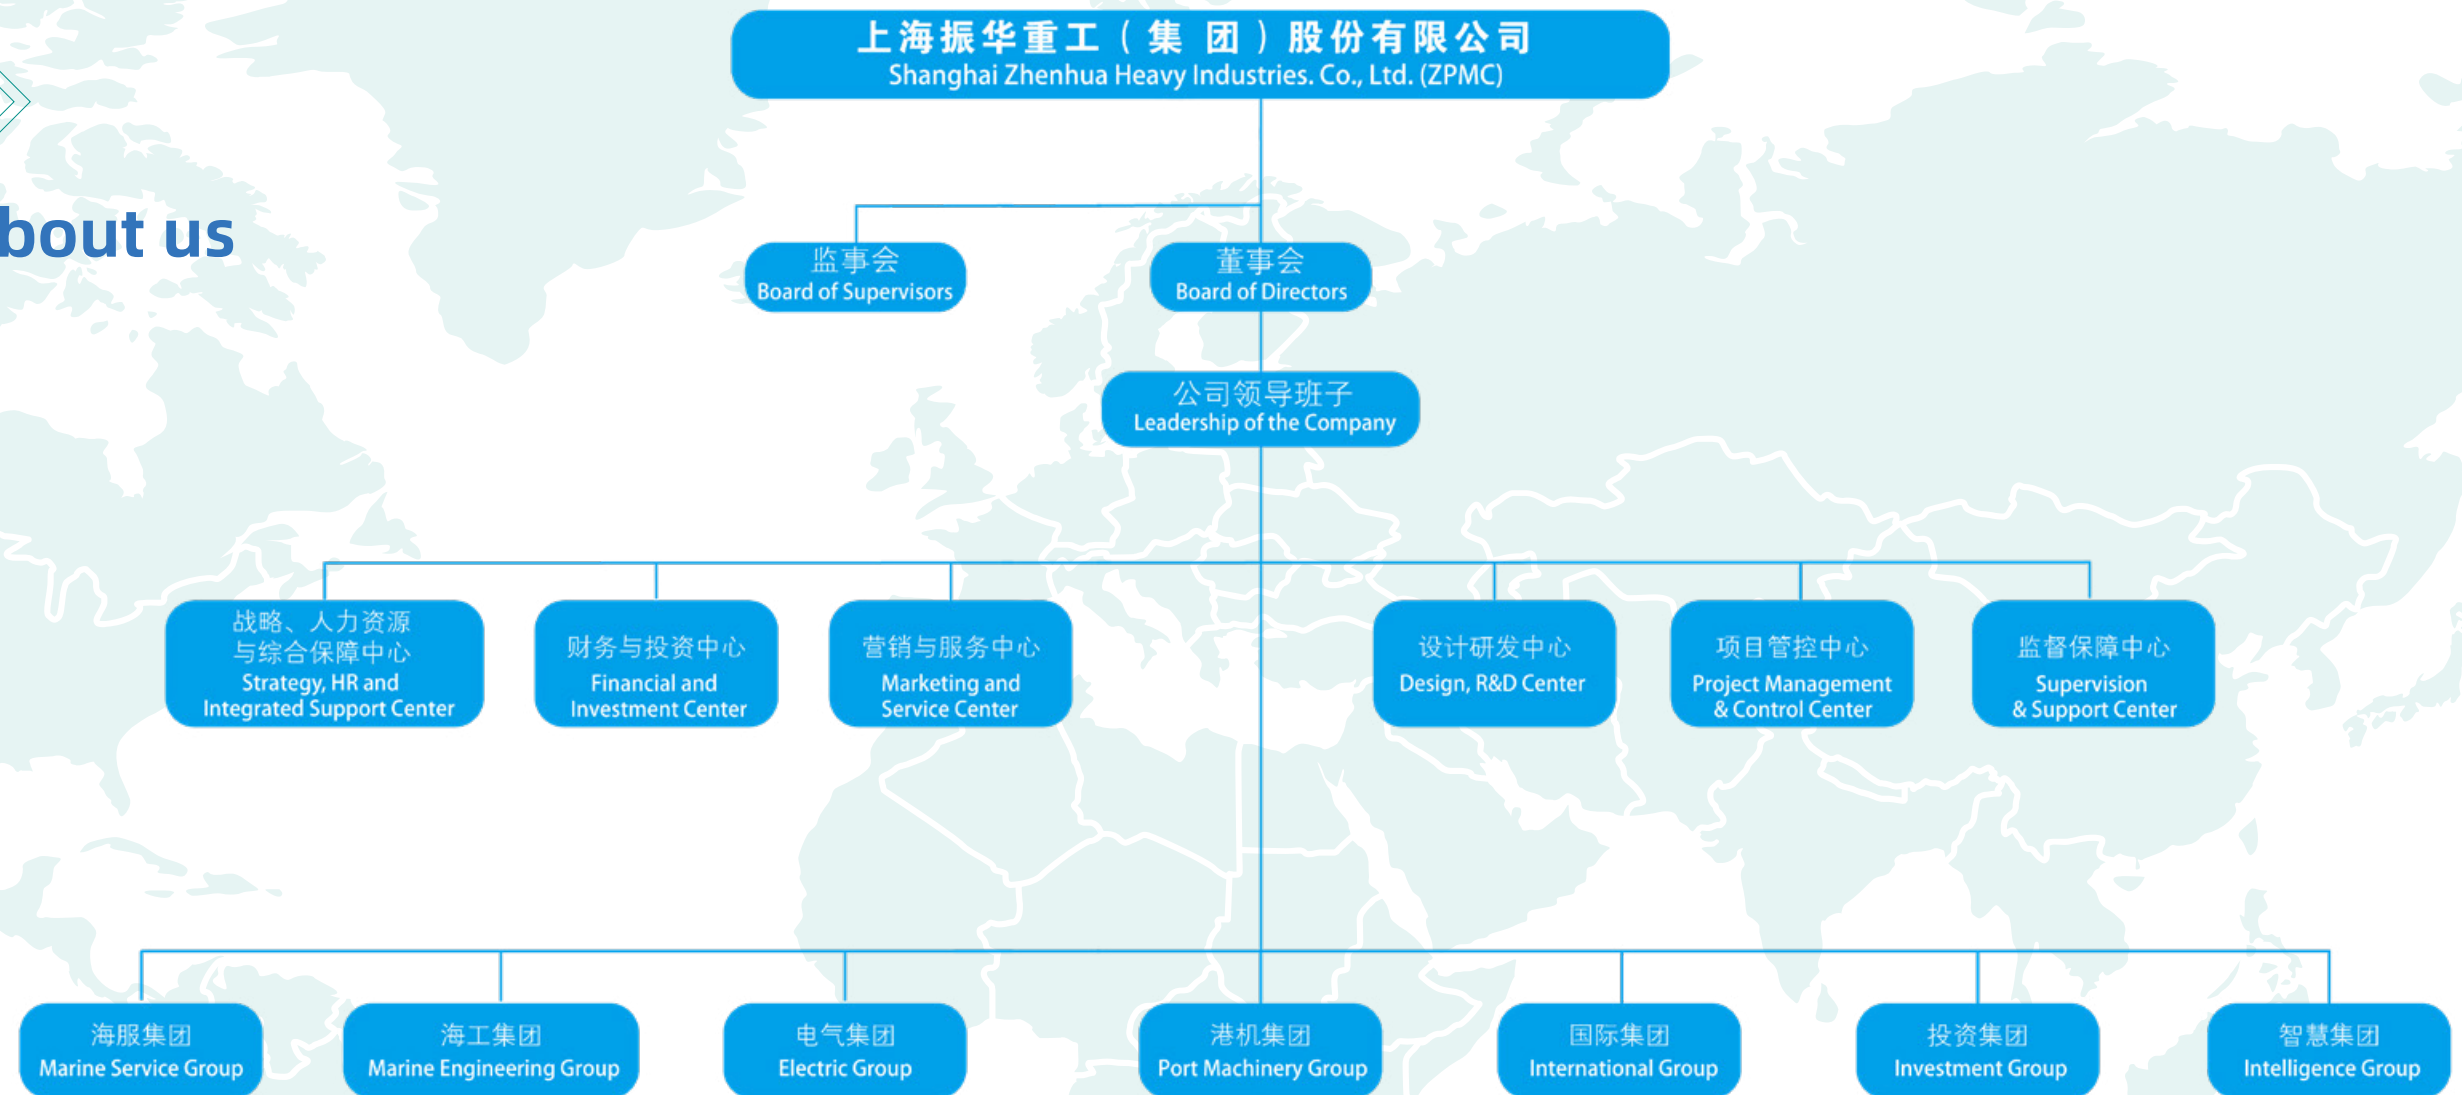 上海振华重工(集 团)股份有限公司
Shanghai Zhenhua Heavy Industries. Co., Ltd. (ZPMC)
bout us
监事会
Board of Supervisors
董事会
Board of Directors
公司领导班子
Leadership of the Company
战略、人力资源
与综合保障中心
Strategy, HR and
Integrated Support Center
财务与投资中心
Financial and
Investment Center
营销与服务中心
Marketing and
Service Center
设计研发中心
Design, R&D Center
项目管控中心
Project Management
& Control Center
监督保障中心
Supervision
& Support Center
海服集团
Marine Service Group
海工集团
Marine Engineering Group
电气集团
Electric Group
港机集团
Port Machinery Group
国际集团
International Group
投资集团
Investment Group
智慧集团
Intelligence Group